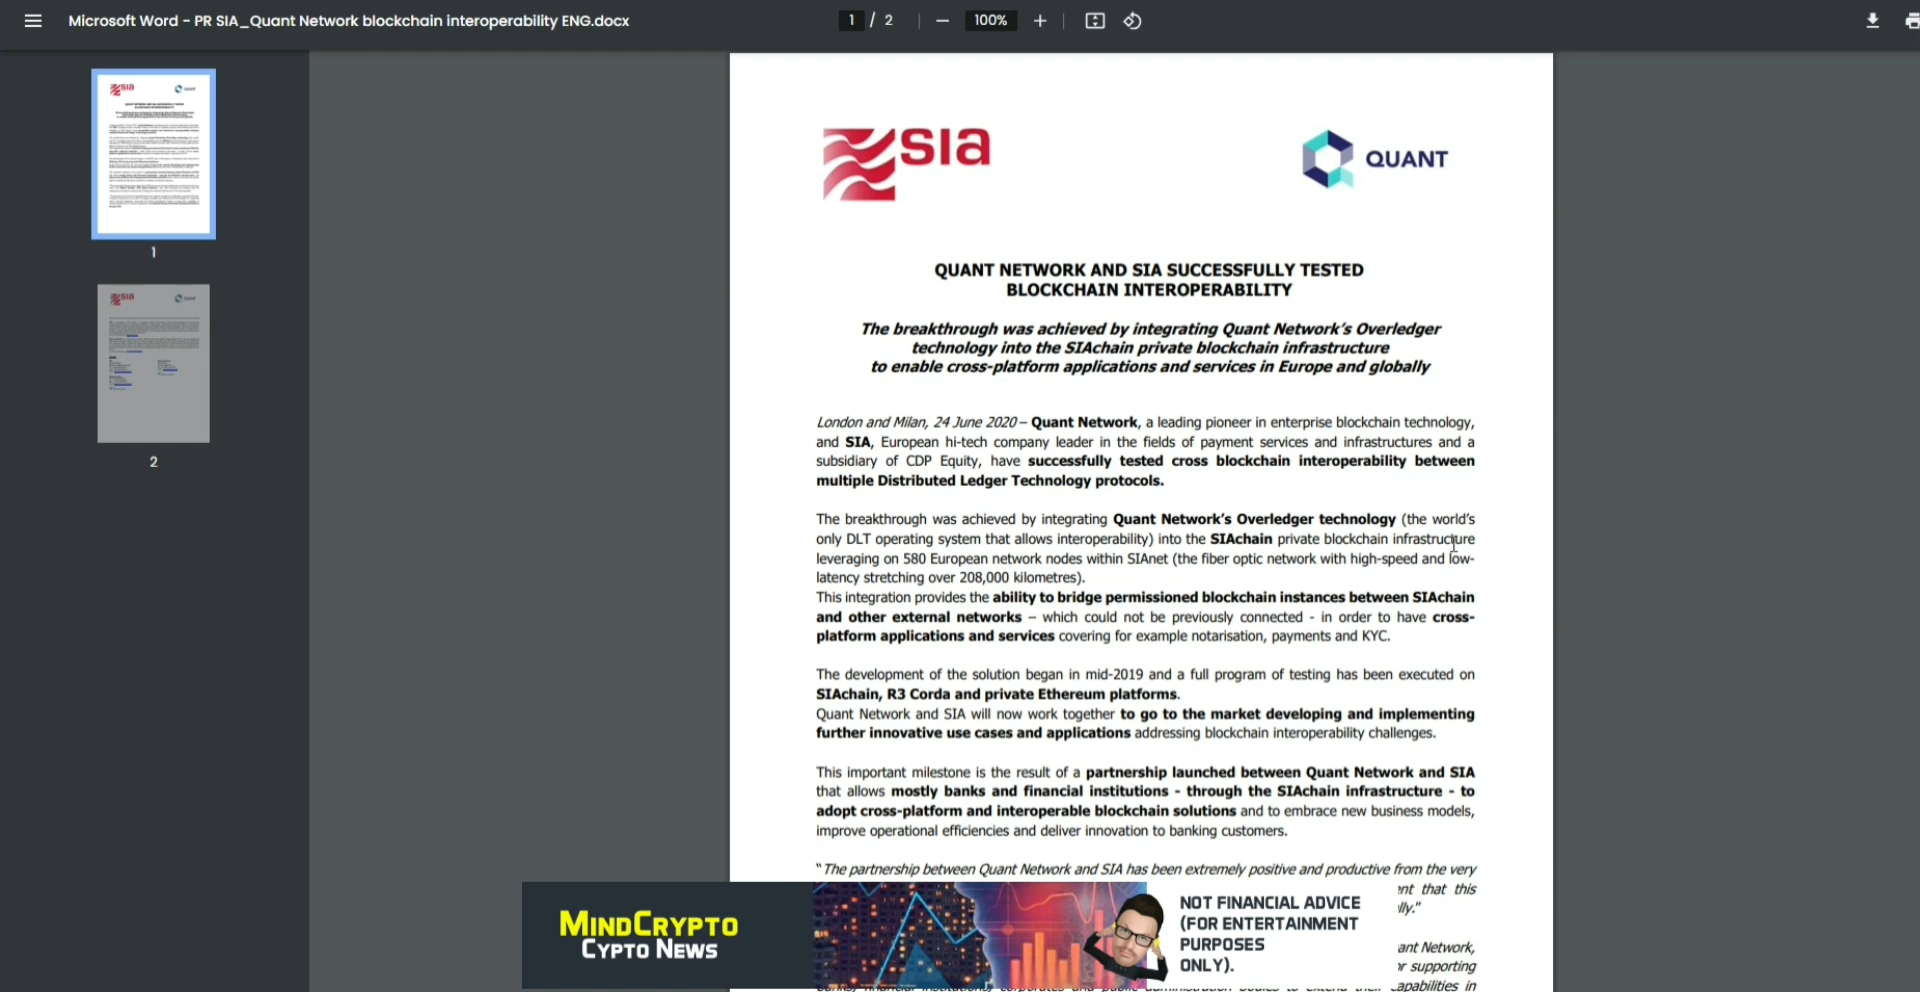 Microsoft Word - PR SIA_Quant Network blockchain interoperability ENG.docx
1 / 2
100%
sia
QUANT
QUANT NETWORK AND SIA SUCCESSFULLY TESTED
BLOCKCHAIN INTEROPERABILITY
The breakthrough was achieved by integrating Quant Network's Overledger
technology into the SIAchain private blockchain infrastructure
to enable cross-platform applications and services in Europe and globally
London and Milan, 24 June 2020 – Quant Network, a leading pioneer in enterprise blockchain technology,
and SIA, European hi-tech company leader in the fields of payment services and infrastructures and a
subsidiary of CDP Equity, have successfully tested cross blockchain interoperability between
multiple Distributed Ledger Technology protocols.
The breakthrough was achieved by integrating Quant Network's Overledger technology (the world's
only DLT operating system that allows interoperability) into the SIAchain private blockchain infrastructure
leveraging on 580 European network nodes within SIAnet (the fiber optic network with high-speed and low-
latency stretching over 208,000 kilometres).
This integration provides the ability to bridge permissioned blockchain instances between SIAchain
and other external networks – which could not be previously connected - in order to have cross-
platform applications and services covering for example notarisation, payments and KYC.
The development of the solution began in mid-2019 and a full program of testing has been executed on
SIAchain, R3 Corda and private Ethereum platforms.
Quant Network and SIA will now work together to go to the market developing and implementing
further innovative use cases and applications addressing blockchain interoperability challenges.
This important milestone is the result of a partnership launched between Quant Network and SIA
that allows mostly banks and financial institutions - through the SIAchain infrastructure - to
adopt cross-platform and interoperable blockchain solutions and to embrace new business models,
improve operational efficiencies and deliver innovation to banking customers.
"The partnership between Quant Network and SIA has been extremely positive and productive from the very
that this
Network,
supporting
in
MINDCRYPTO
CYPTO NEWS
NOT FINANCIAL ADVICE
(FOR ENTERTAINMENT
PURPOSES
ONLY).
1
2